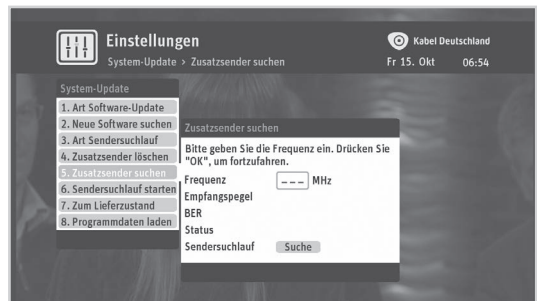 Einstellungen
System-Update > Zusatzsender suchen
Kabel Deutschland
Fr 15. Okt 06:54
System-Update
1. Art Software-Update
2. Neue Software suchen
3. Art Sendersuchlauf
4. Zusatzsender löschen
5. Zusatzsender suchen
6. Sendersuchlauf starten
7. Zum Lieferzustand
8. Programmdaten laden
Zusatzsender suchen
Bitte geben Sie die Frequenz ein. Drücken Sie
"OK", um fortzufahren.
Frequenz _ _ _ MHz
Empfangspegel
BER
Status
Sendersuchlauf Suche